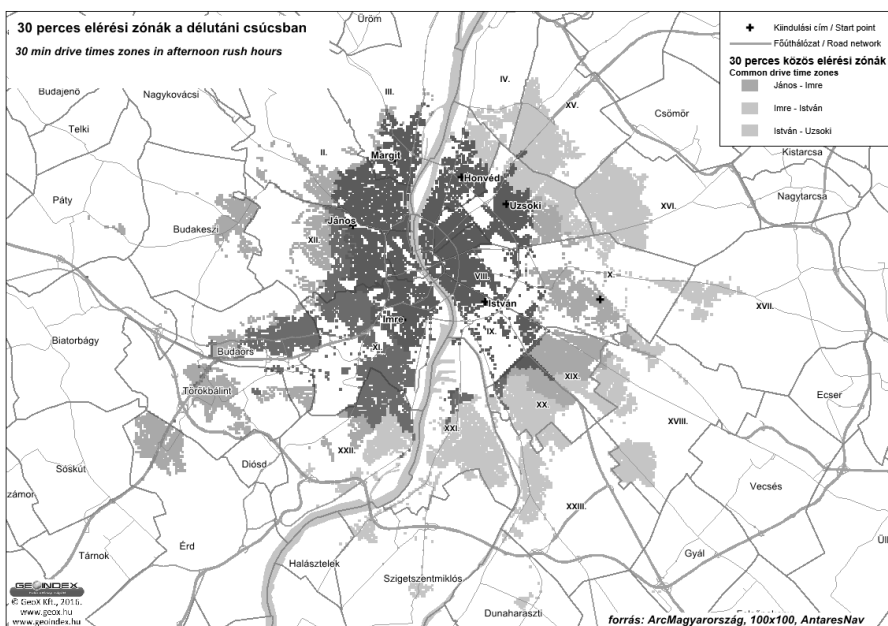 30 perces elérési zónák a délutáni csúcsban
30 min drive times zones in afternoon rush hours
Kiindulási cím / Start point
Főúthálózat / Road network
30 perces közös elérési zónák
Common drive time zones
János - Imre
Imre - István
István - Uzsoki
Üröm
Budajenő
Nagykovácsi
III.
IV.
XV.
Csömör
Telki
Kistarcsa
Margit
II.
Honvéd
Nagytarcsa
Páty
Uzsoki
XVI.
János
Budakeszi
XII.
VIII.
X.
István
XVII.
Imre
IX.
Biatorbágy
Budaörs
XI.
XIX.
Törökbálint
Ecser
XX.
XVIII.
XXI.
XXII.
Diósd
Sóskút
Vecsés
zámor
XXIII.
Érd
Tárnok
Gyál
Halásztelek
Szigetszentmiklós
Dunaharaszti
GEOINDEX
© GeoX Kft., 2016.
www.geox.hu
www.geoindex.hu
forrás: ArcMagyarország, 100x100, AntaresNav